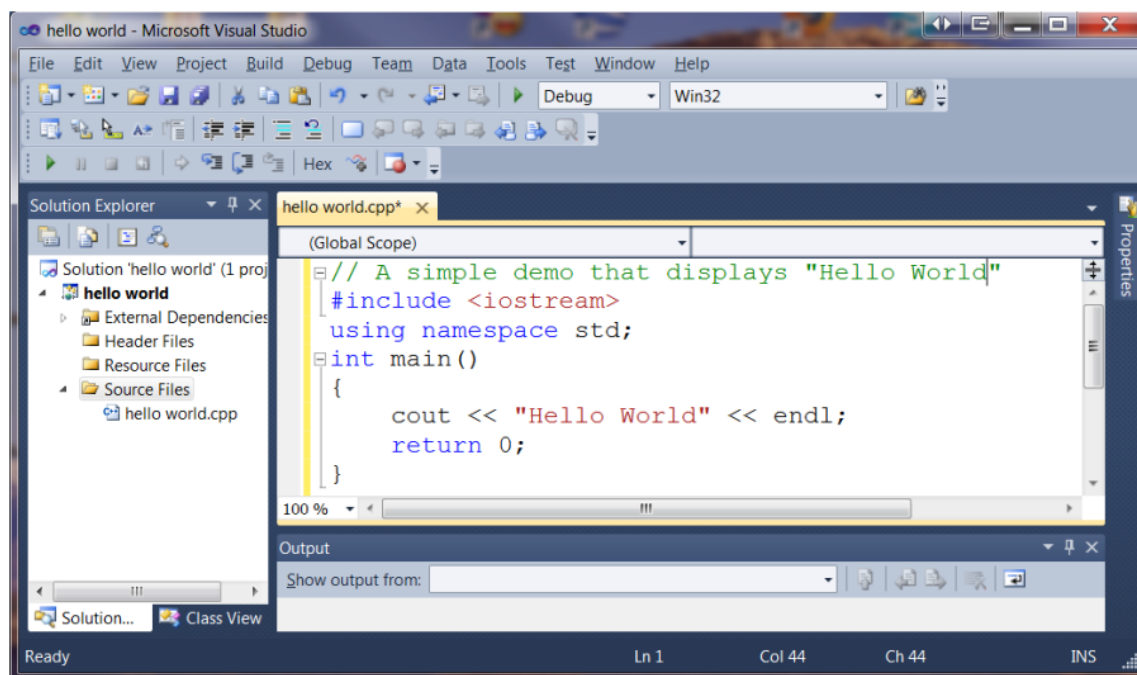 hello world - Microsoft Visual Studio
File Edit View Project Build Debug Team Data Tools Test Window Help
Debug Win32
Hex
Solution Explorer
Solution 'hello world' (1 proj
hello world
External Dependencies
Header Files
Resource Files
Source Files
hello world.cpp
Solution... Class View
hello world.cpp*
(Global Scope)
// A simple demo that displays "Hello World"
#include <iostream>
using namespace std;
int main()
{
cout << "Hello World" << endl;
return 0;
}
100 %
Output
Show output from:
Properties
Ready Ln 1 Col 44 Ch 44 INS